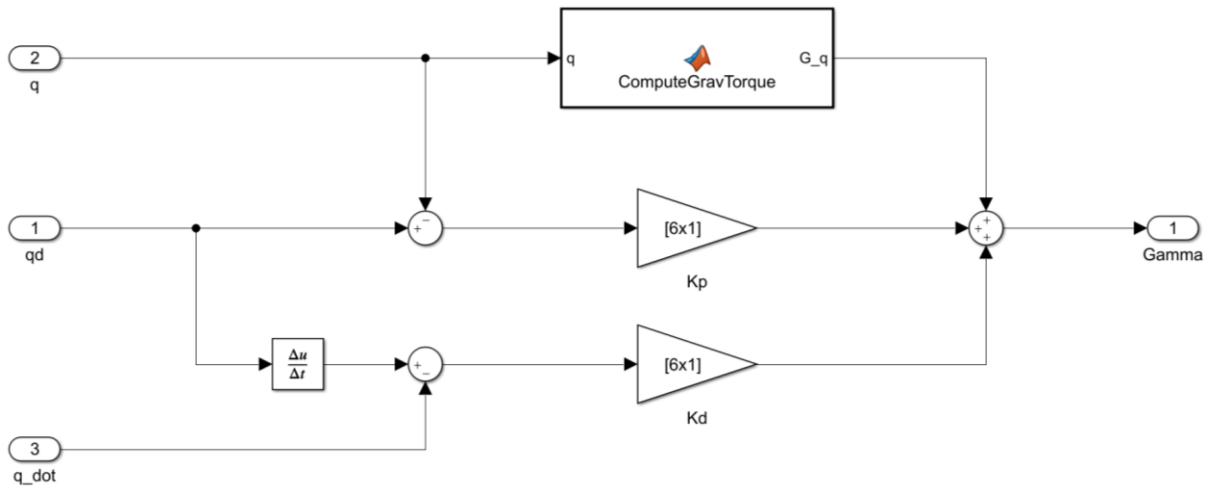 2
q
q
G_q
ComputeGravTorque
1
qd
−
+
[6x1]
Kp
+
+
+
1
Gamma
Δu
Δt
+
−
[6x1]
Kd
3
q_dot